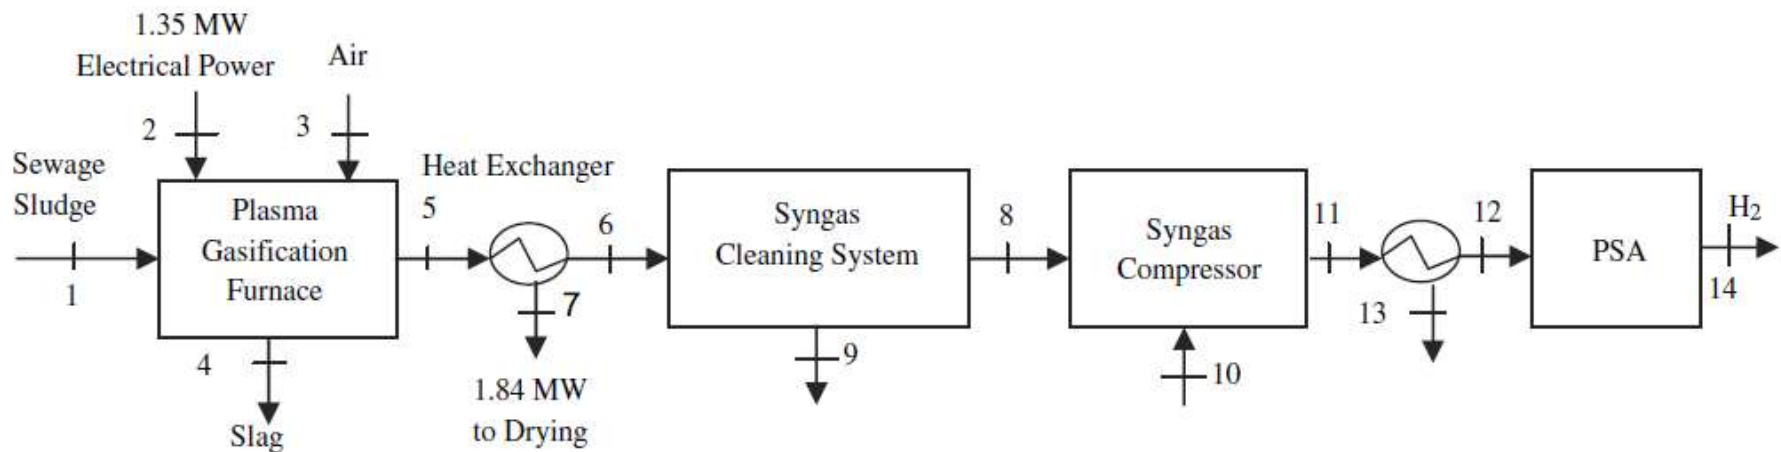 1.35 MW
Electrical Power
Air
2
3
Sewage
Sludge
1
Plasma
Gasification
Furnace
4
Slag
5
Heat Exchanger
6
7
1.84 MW
to Drying
Syngas
Cleaning System
8
9
Syngas
Compressor
10
11
12
13
PSA
H₂
14